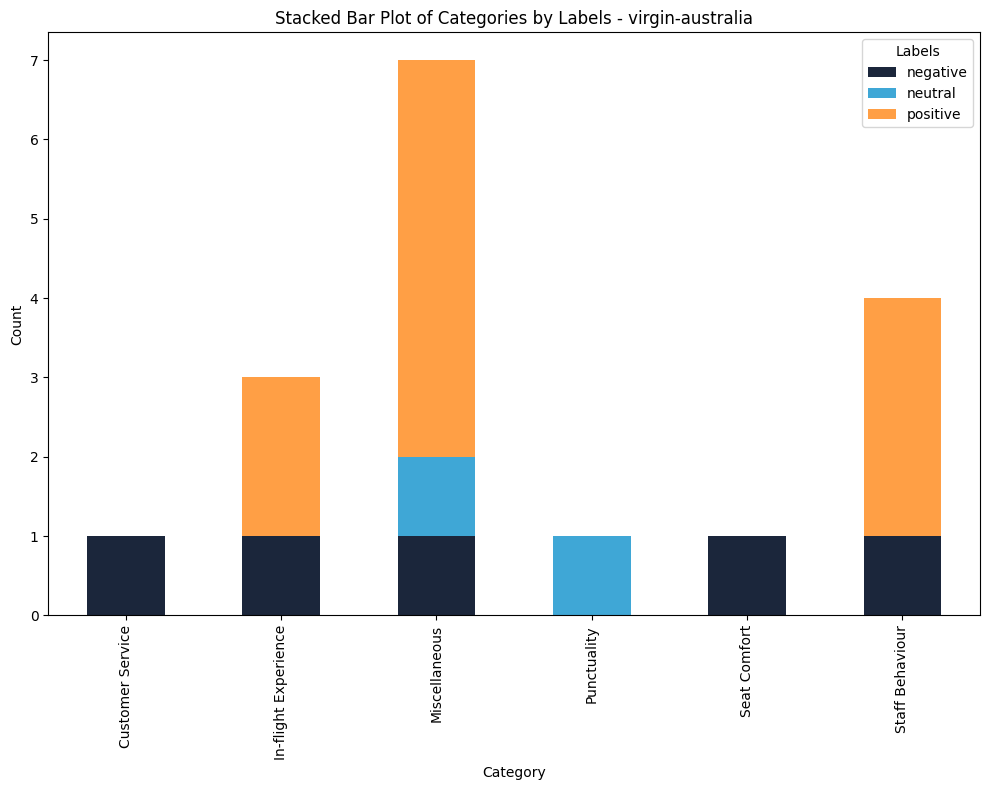 Stacked Bar Plot of Categories by Labels - virgin-australia
Labels
negative
neutral
positive
Count
7
6
5
4
3
2
1
0
Customer Service
In-flight Experience
Miscellaneous
Punctuality
Seat Comfort
Staff Behaviour
Category